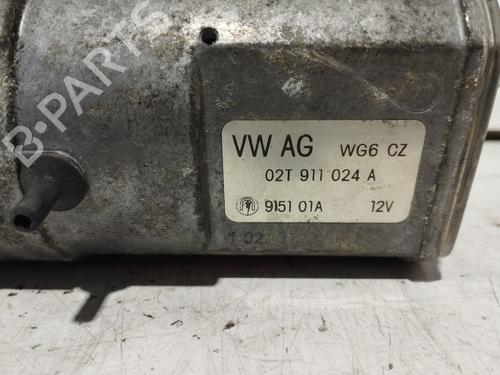 B-PARTS
VW AG WG6 CZ
02T 911 024 A
9151 01A 12V